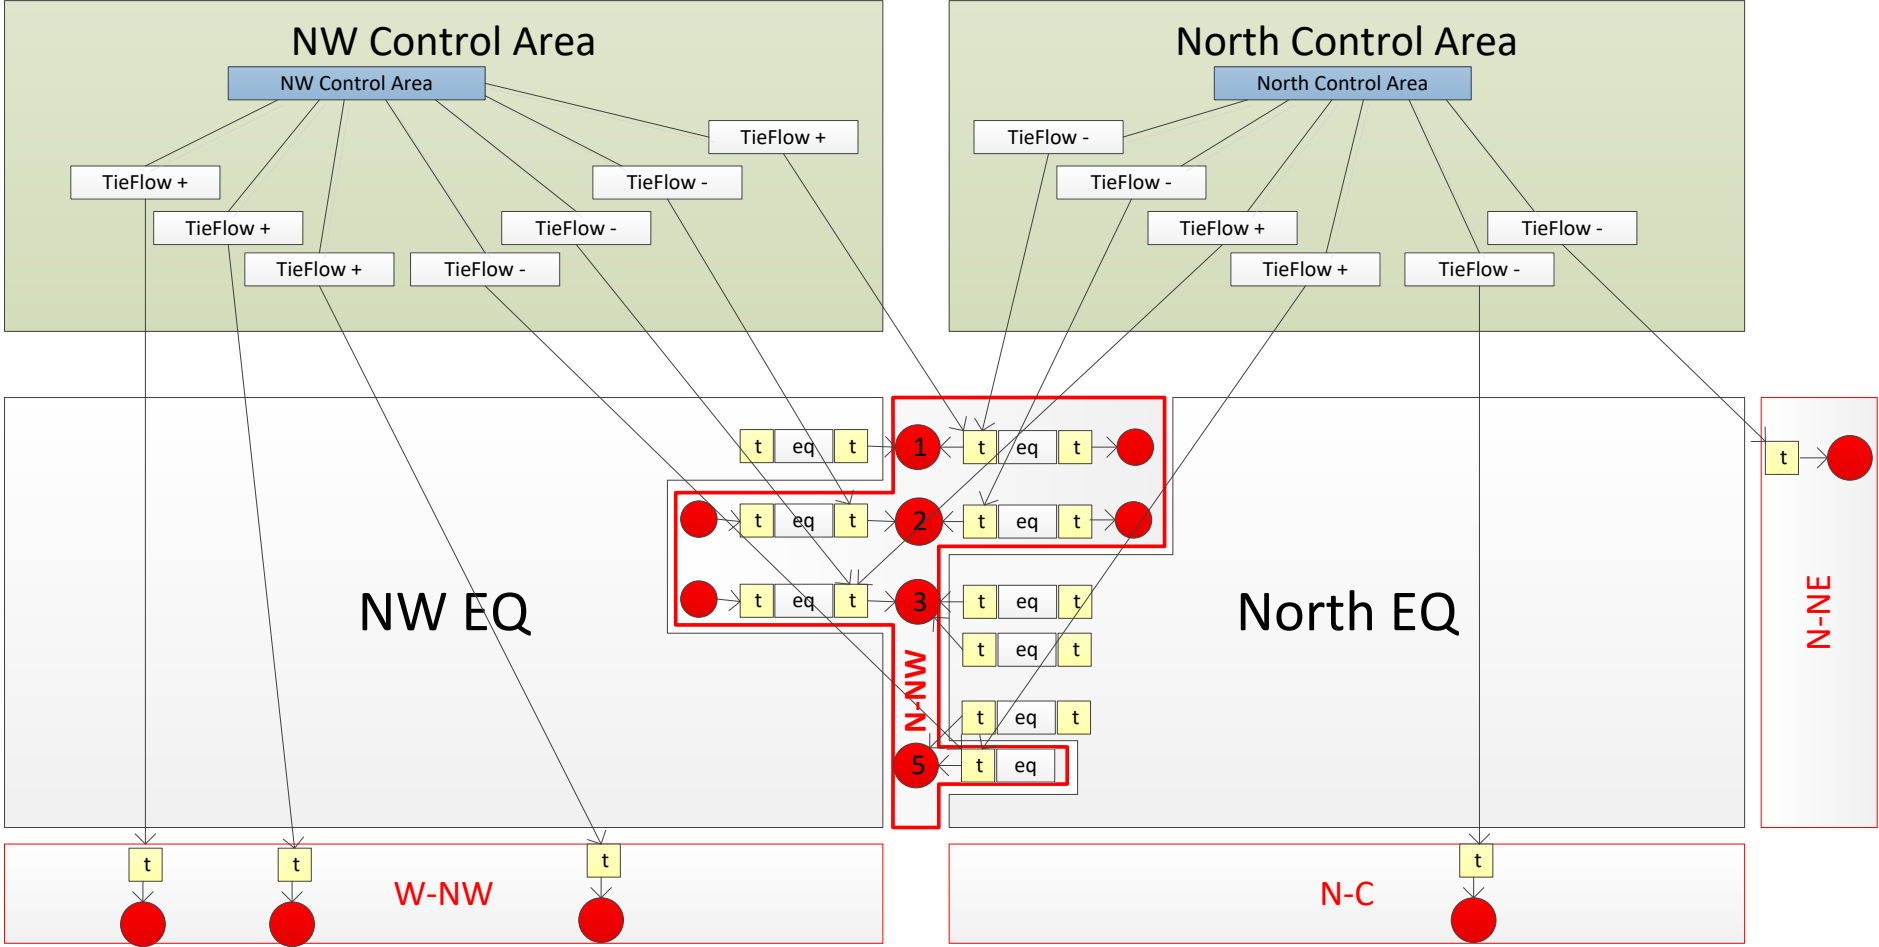 NW Control Area
North Control Area
NW Control Area
North Control Area
TieFlow +
TieFlow -
TieFlow +
TieFlow -
TieFlow -
TieFlow +
TieFlow -
TieFlow +
TieFlow -
TieFlow +
TieFlow -
TieFlow +
TieFlow -
t eq t 1 t eq t
t
t eq t 2 t eq t
NW EQ
t eq t 3 t eq t
North EQ
N-NE
t eq t
N-NW
t eq t
5 t eq
t
t
t
t
W-NW
N-C